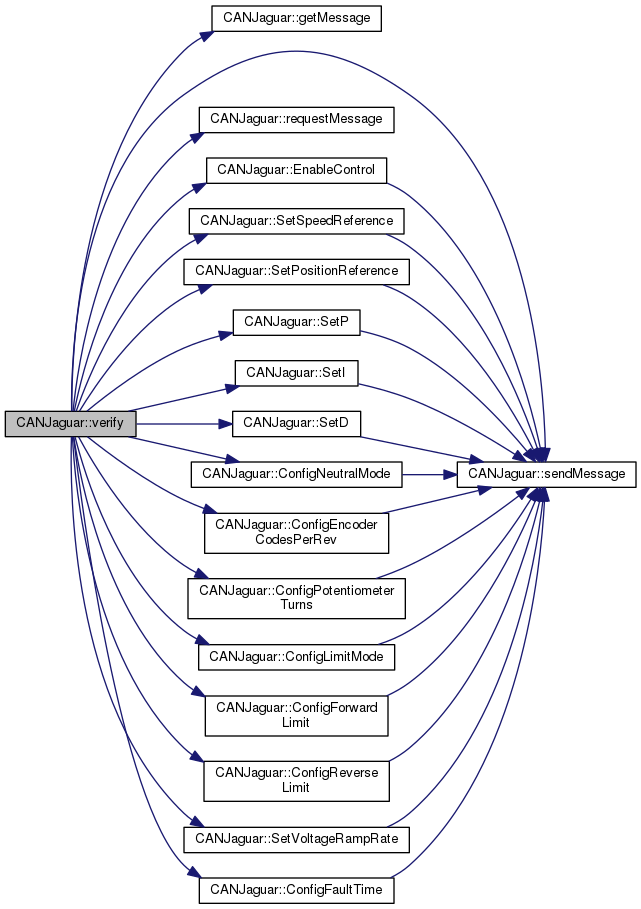 CANJaguar::getMessage
CANJaguar::requestMessage
CANJaguar::EnableControl
CANJaguar::SetSpeedReference
CANJaguar::SetPositionReference
CANJaguar::SetP
CANJaguar::SetI
CANJaguar::verify
CANJaguar::SetD
CANJaguar::ConfigNeutralMode
CANJaguar::sendMessage
CANJaguar::ConfigEncoder
CodesPerRev
CANJaguar::ConfigPotentiometer
Turns
CANJaguar::ConfigLimitMode
CANJaguar::ConfigForward
Limit
CANJaguar::ConfigReverse
Limit
CANJaguar::SetVoltageRampRate
CANJaguar::ConfigFaultTime